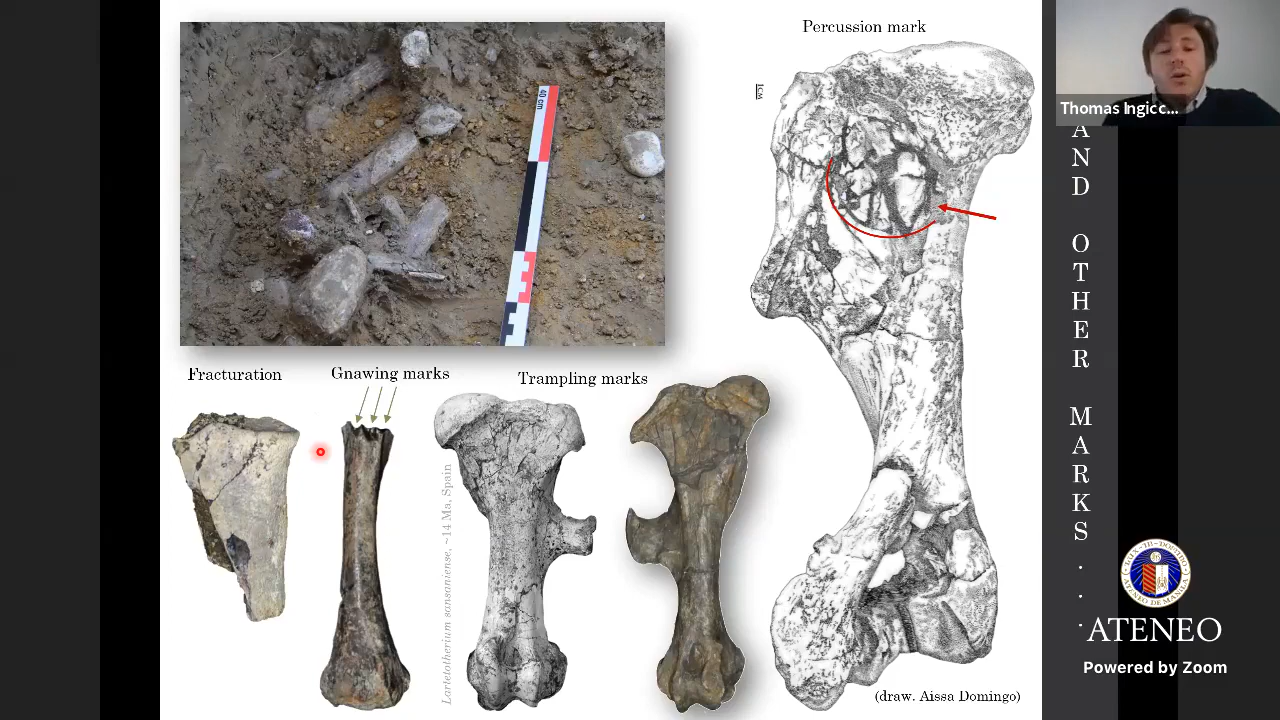 Percussion mark
1cm
40 cm
Thomas Ingicc...
AND OTHER MARKS...
Fracturation
Gnawing marks
Trampling marks
Lartetotherium sansaniense, ~14 Ma, Spain
(draw. Aissa Domingo)
ATENEO
Powered by Zoom